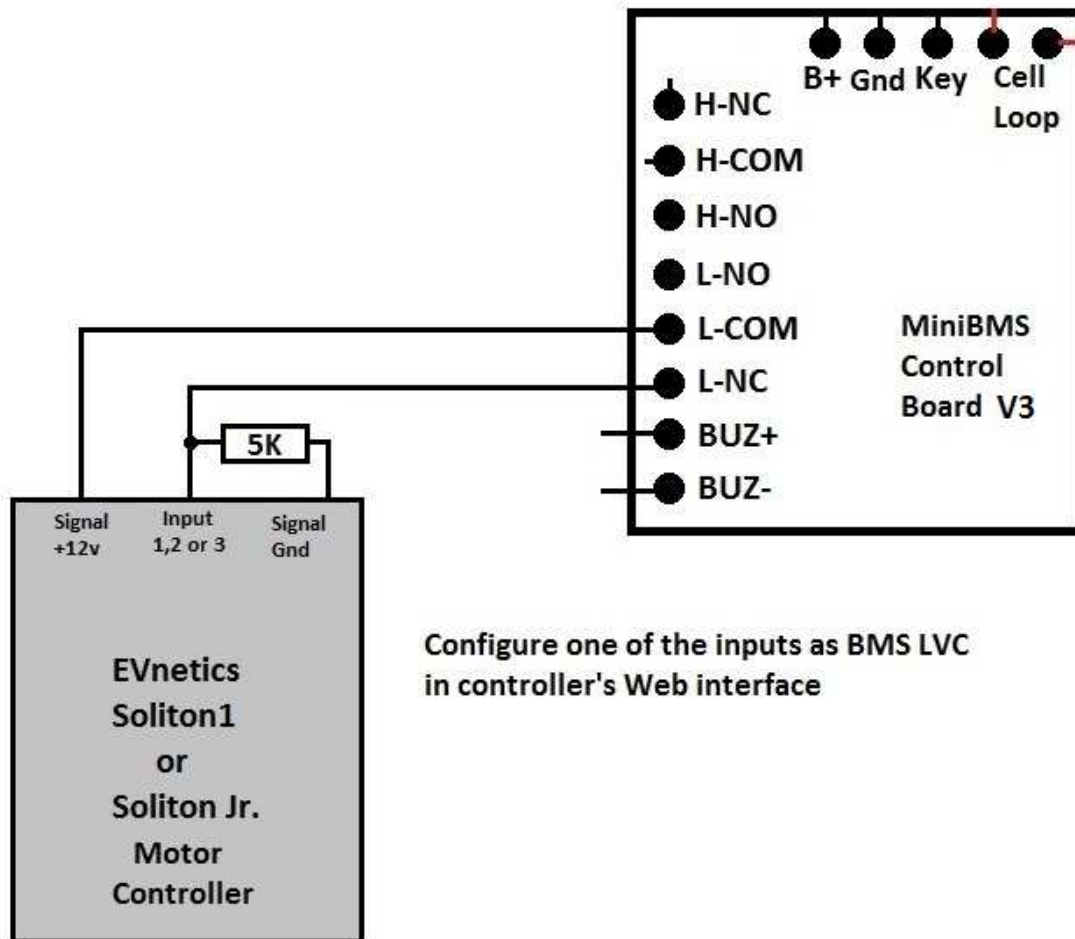 B+ Gnd Key Cell
Loop
H-NC
H-COM
H-NO
L-NO
L-COM
L-NC
BUZ+
BUZ-
MiniBMS
Control
Board V3
5K
Signal
+12v
Input
1,2 or 3
Signal
Gnd
EVnetics
Soliton1
or
Soliton Jr.
Motor
Controller
Configure one of the inputs as BMS LVC
in controller's Web interface